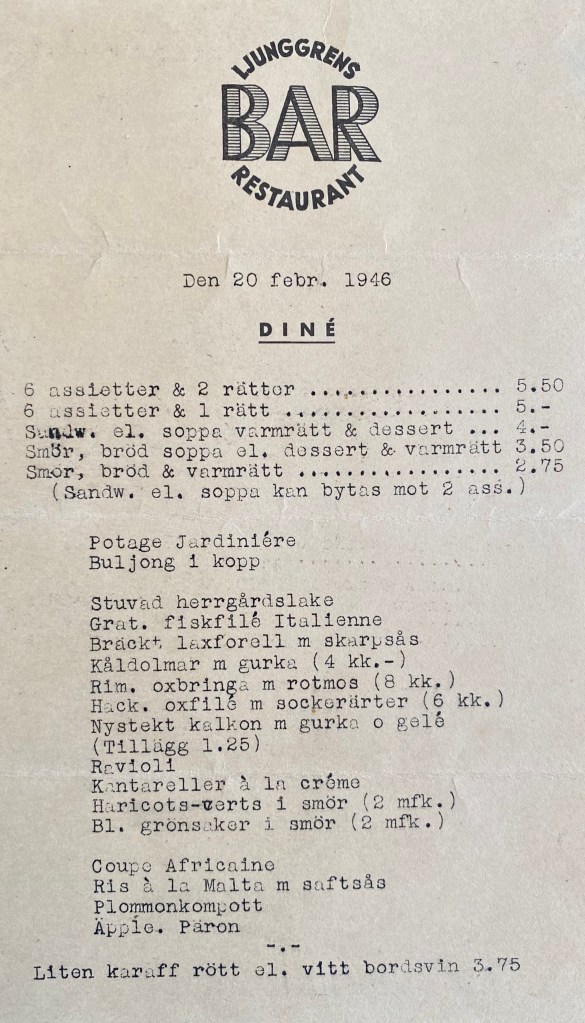 LJUNGGRENS
BAR
RESTAURANT
Den 20 febr. 1946
DINÉ
6 assietter & 2 rätter ................ 5.50
6 assietter & 1 rätt .................. 5.-
Sandw. el. soppa varmrätt & dessert ... 4.-
Smör, bröd soppa el. dessert & varmrätt 3.50
Smör, bröd & varmrätt ................. 2.75
(Sandw. el. soppa kan bytas mot 2 ass.)
Potage Jardiniére
Buljong i kopp
Stuvad herrgårdslake
Grat. fiskfilé Italienne
Bräckt laxforell m skarpsås
Kåldolmar m gurka (4 kk.-)
Rim. oxbringa m rotmos (8 kk.)
Hack. oxfilé m sockerärter (6 kk.)
Nystekt kalkon m gurka o gelé
(Tillägg 1.25)
Ravioli
Kantareller à la créme
Haricots-verts i smör (2 mfk.)
Bl. grönsaker i smör (2 mfk.)
Coupe Africaine
Ris à la Malta m saftsås
Plommonkompott
Äpple. Päron
-.-
Liten karaff rött el. vitt bordsvin 3.75